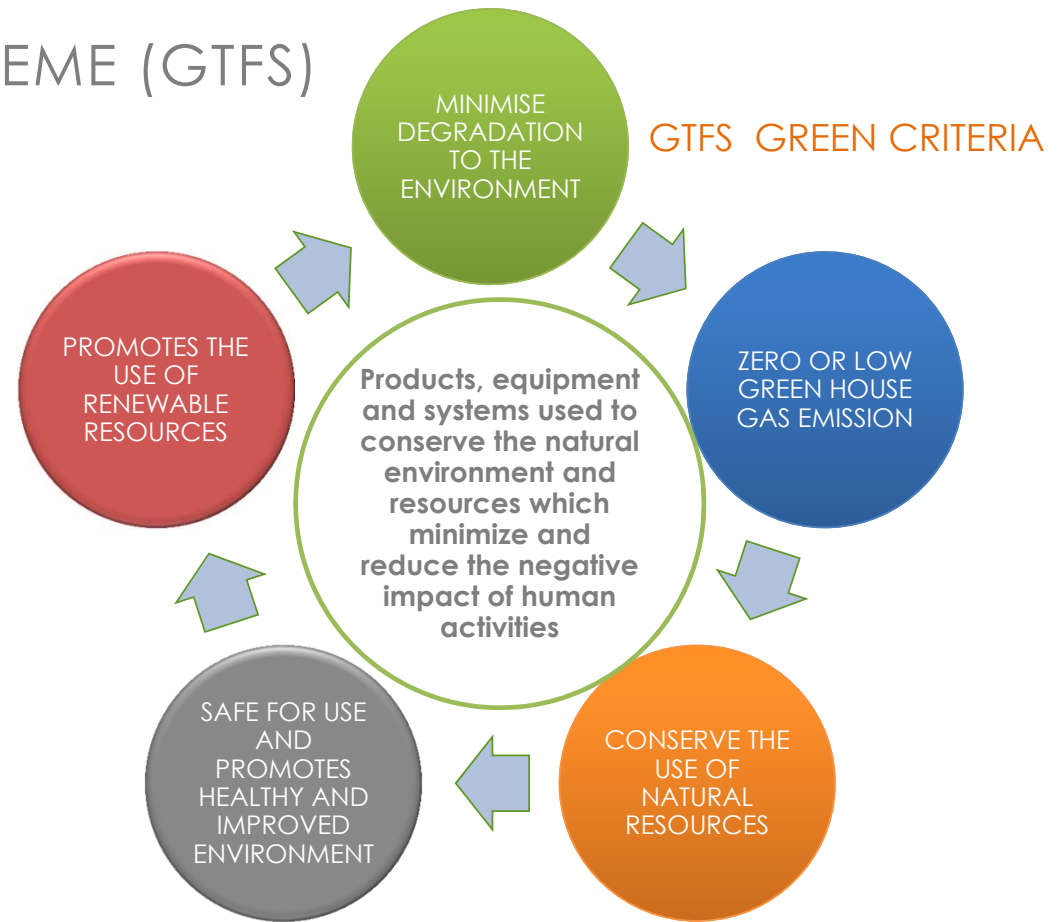 EME (GTFS)
GTFS GREEN CRITERIA
MINIMISE
DEGRADATION
TO THE
ENVIRONMENT
ZERO OR LOW
GREEN HOUSE
GAS EMISSION
CONSERVE THE
USE OF
NATURAL
RESOURCES
SAFE FOR USE
AND
PROMOTES
HEALTHY AND
IMPROVED
ENVIRONMENT
PROMOTES THE
USE OF
RENEWABLE
RESOURCES
Products, equipment
and systems used to
conserve the natural
environment and
resources which
minimize and
reduce the negative
impact of human
activities